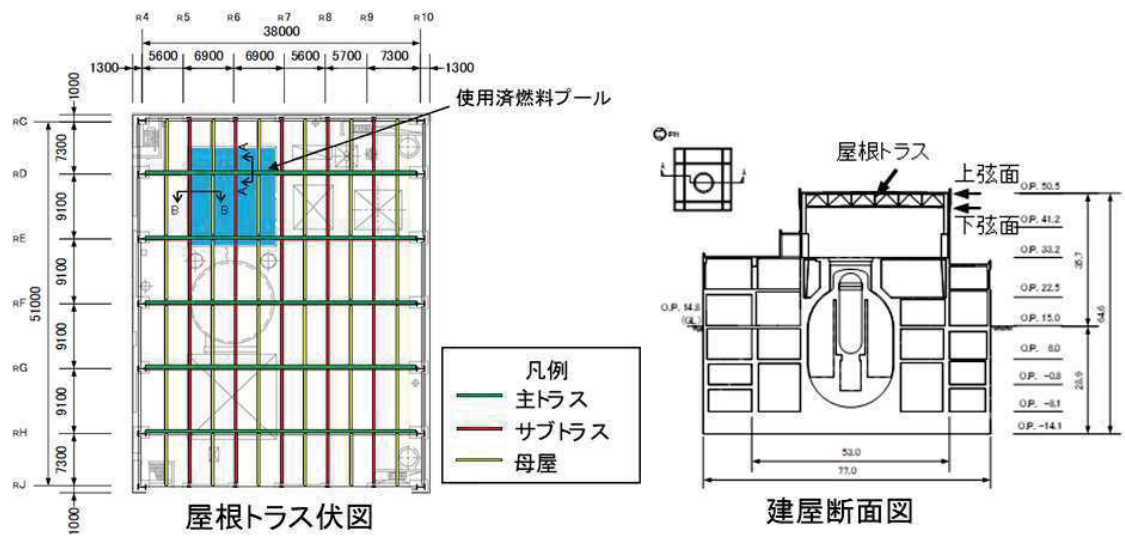 R4 R5 R6 R7 R8 R9 R10
38000
5600 6900 6900 5600 5700 7300
1300 1300
使用済燃料プール
1000
RC
7300
RD
9100
RE
9100
RF
9100
RG
9100
RH
7300
RJ
1000
51000
A
A
B B
凡例
主トラス
サブトラス
母屋
屋根トラス伏図
PN
A A
屋根トラス
上弦面
下弦面
O.P. 50.5
O.P. 41.2
O.P. 33.2
O.P. 22.5
O.P. 14.8
(GL)
O.P. 15.0
O.P. 6.0
O.P. -0.8
O.P. -8.1
O.P. -14.1
35.7
28.9
64.6
53.0
77.0
建屋断面図